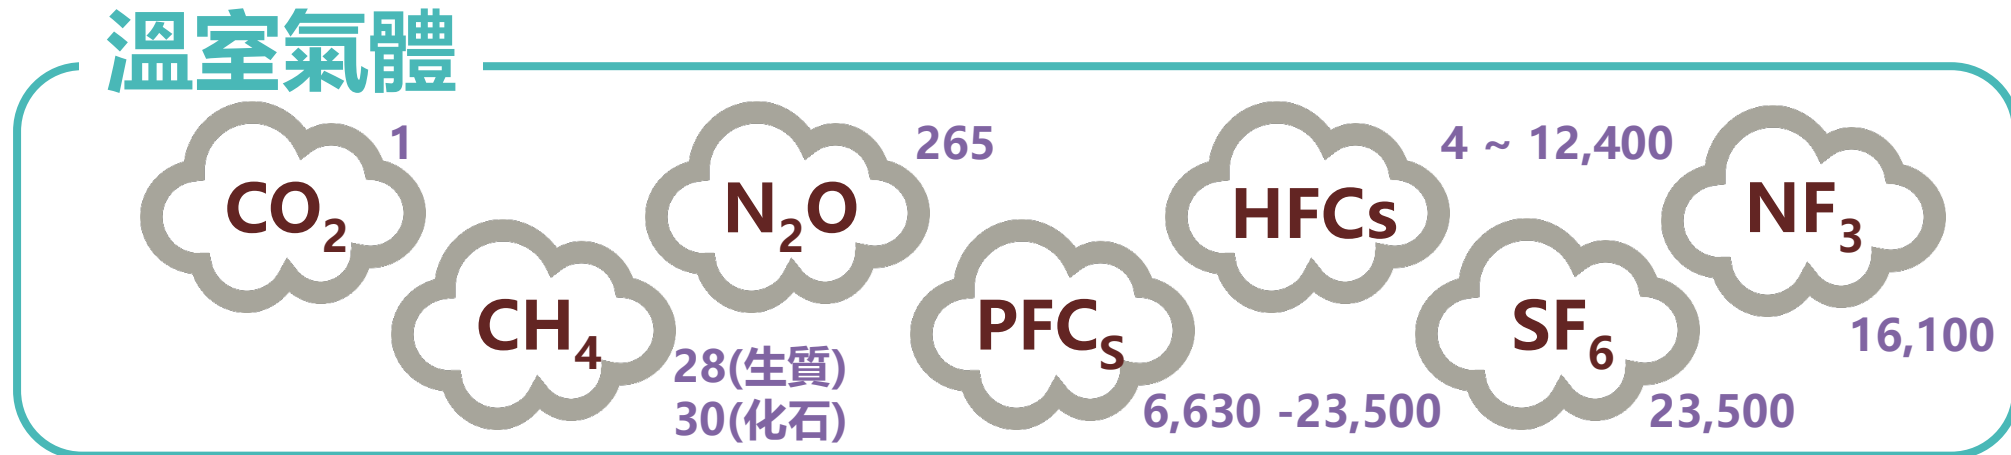 溫室氣體
CO₂
1
CH₄
28(生質)
30(化石)
N₂O
265
PFCs
6,630 -23,500
HFCs
4 ~ 12,400
SF₆
23,500
NF₃
16,100